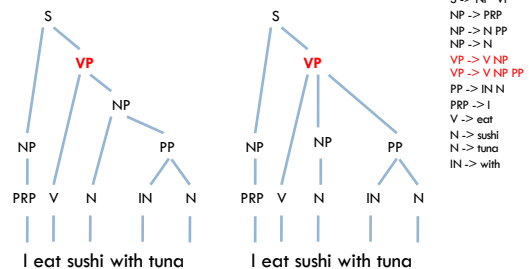 S
VP
NP
NP
PP
PRP V N IN N
I eat sushi with tuna
S
VP
NP
NP
PP
PRP V N IN N
I eat sushi with tuna
S -> NP VP
NP -> PRP
NP -> N PP
NP -> N
VP -> V NP
VP -> V NP PP
PP -> IN N
PRP -> I
V -> eat
N -> sushi
N -> tuna
IN -> with